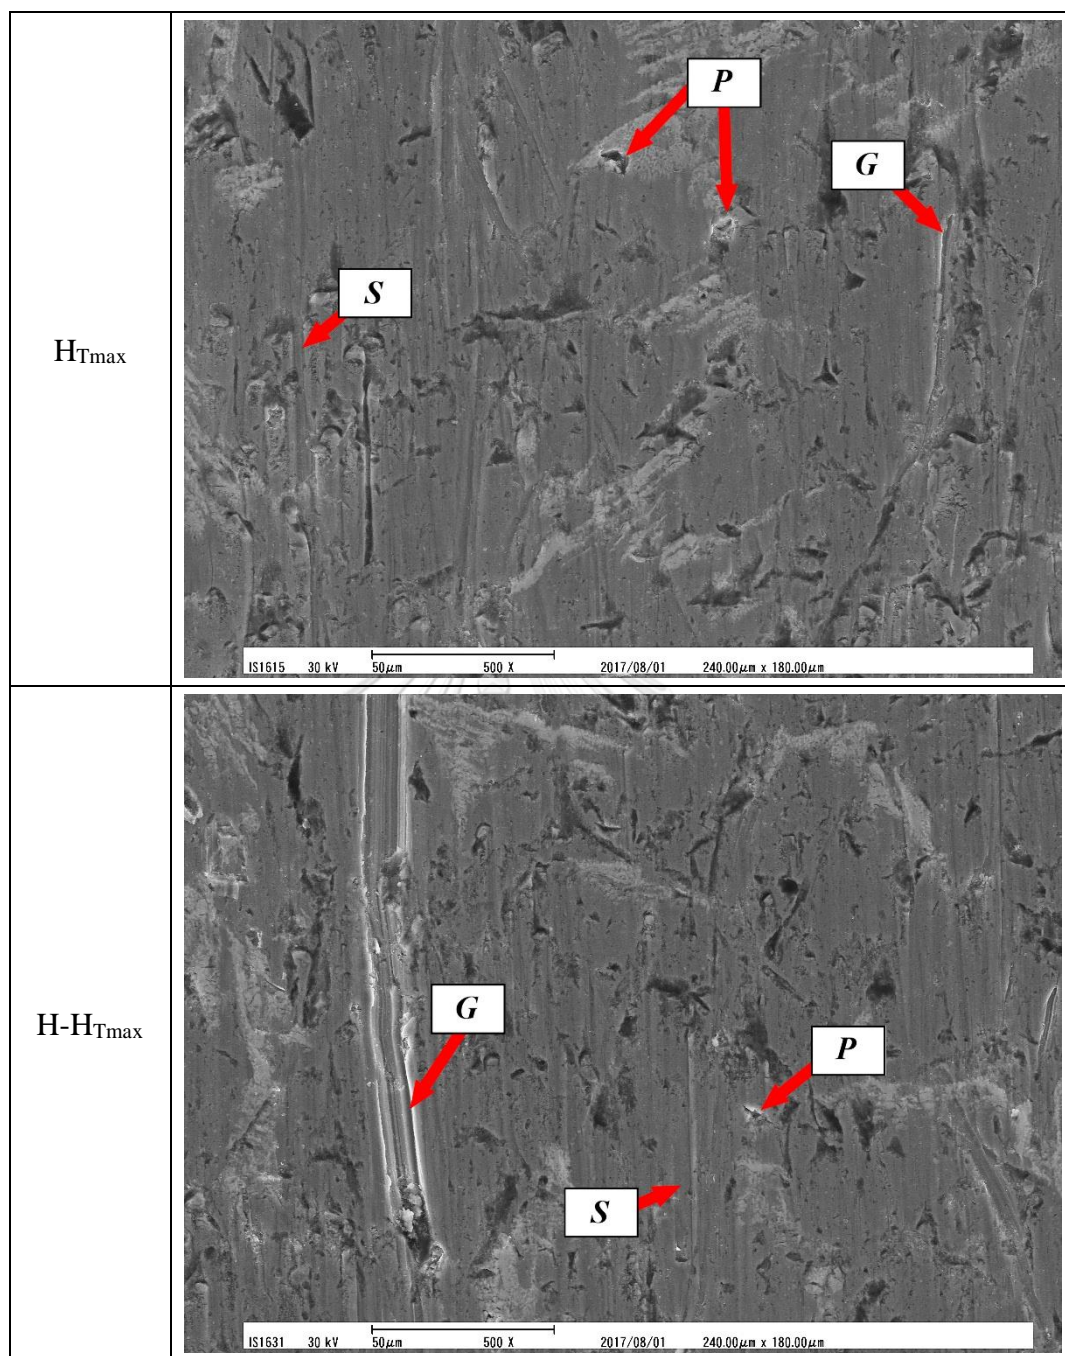 HTmax
P
G
S
IS1615 30 kV 50μm 500 X 2017/08/01 240.00μm x 180.00μm
H-HTmax
G
P
S
IS1631 30 kV 50μm 500 X 2017/08/01 240.00μm x 180.00μm